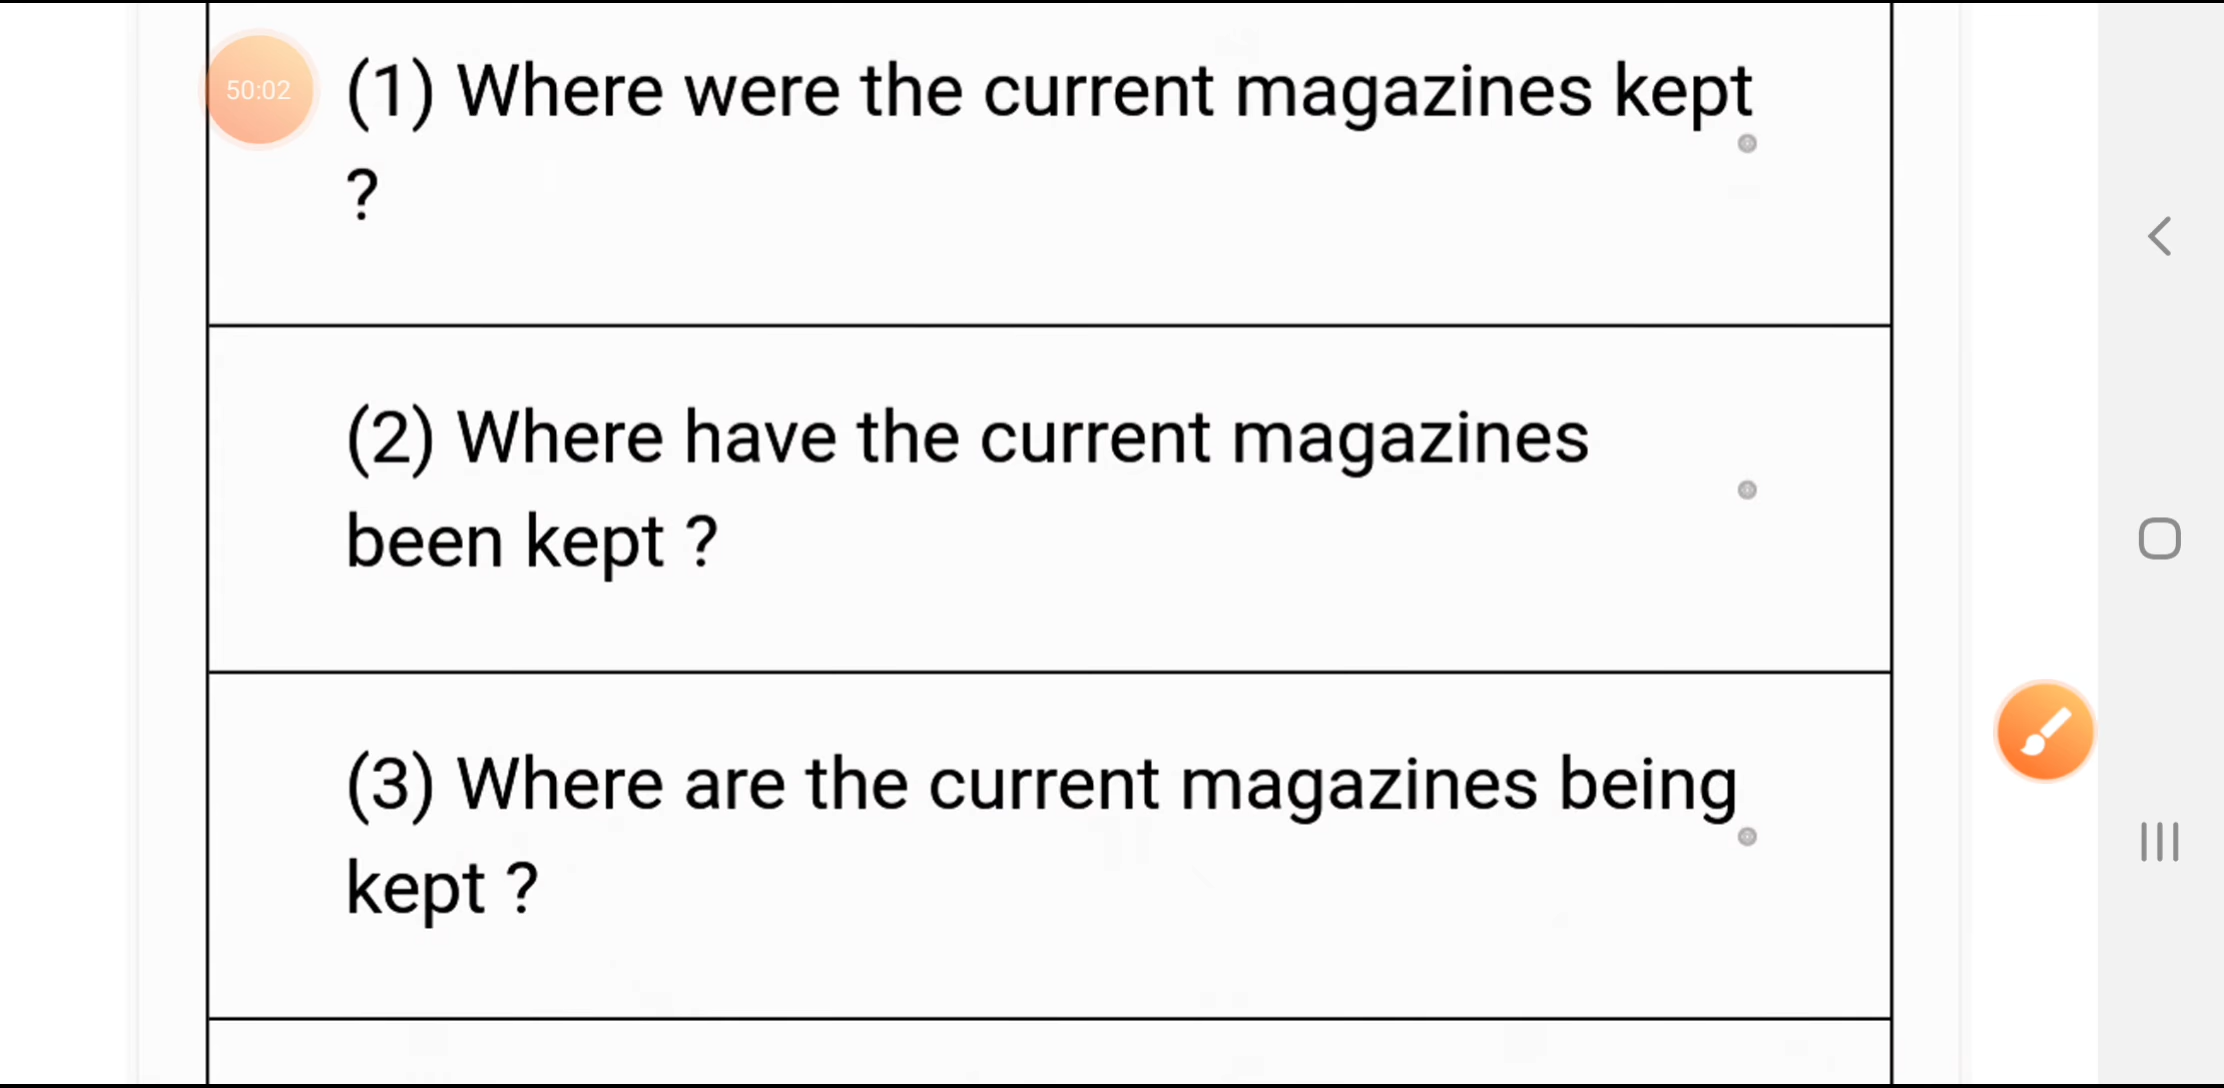 50:02
(1) Where were the current magazines kept
?
(2) Where have the current magazines
been kept ?
(3) Where are the current magazines being
kept ?